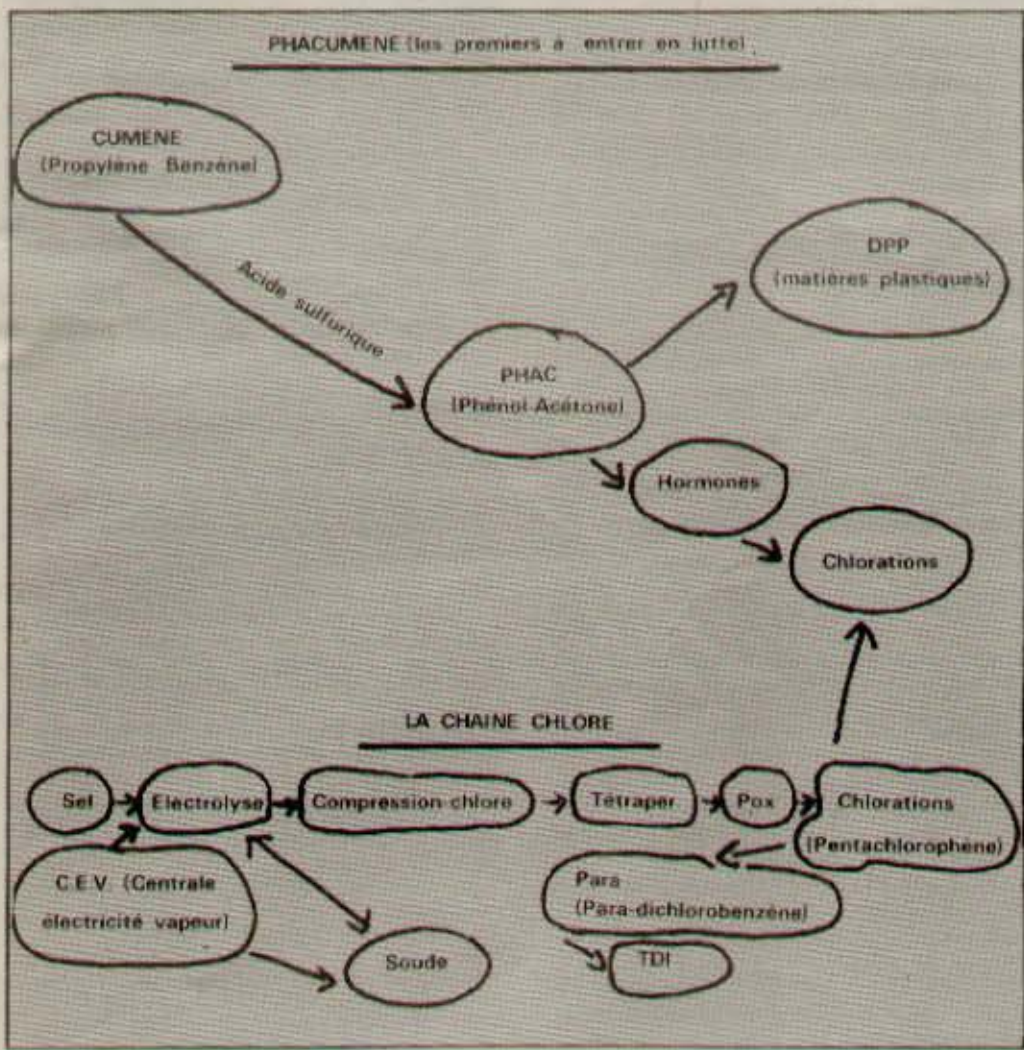 PHACUMENE (les premiers à entrer en lutte)
CUMENE
(Propylène Benzène)
Acide sulfurique
DPP
(matières plastiques)
PHAC
(Phénol-Acétone)
Hormones
Chlorations
LA CHAINE CHLORE
Sel
Electrolyse
Compression-chlore
Tétraper
Pox
Chlorations
(Pentachlorophène)
C.E.V. (Centrale
électricité vapeur)
Soude
Para
(Para-dichlorobenzène)
TDI